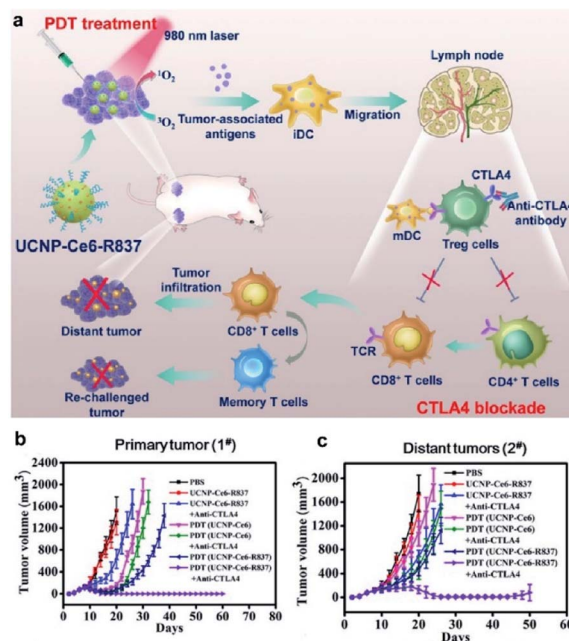 a
PDT treatment
980 nm laser
¹O₂
³O₂
Tumor-associated
antigens
iDC
Migration
Lymph node
UCNP-Ce6-R837
CTLA4
Anti-CTLA4
antibody
mDC
Treg cells
Tumor
infiltration
Distant tumor
CD8⁺ T cells
TCR
CD8⁺ T cells
CD4⁺ T cells
Re-challenged
tumor
Memory T cells
CTLA4 blockade
b
Primary tumor (1#)
Tumor volume (mm³)
2400
2000
1600
1200
800
400
0
PBS
UCNP-Ce6-R837
UCNP-Ce6-R837
+Anti-CTLA4
PDT (UCNP-Ce6)
PDT (UCNP-Ce6)
+Anti-CTLA4
PDT (UCNP-Ce6-R837)
PDT (UCNP-Ce6-R837)
+Anti-CTLA4
0 10 20 30 40 50 60
Days
c
Distant tumors (2#)
Tumor volume (mm³)
2000
1600
1200
800
400
0
PBS
UCNP-Ce6-R837
UCNP-Ce6-R837
+Anti-CTLA4
PDT (UCNP-Ce6)
PDT (UCNP-Ce6)
+Anti-CTLA4
PDT (UCNP-Ce6-R837)
PDT (UCNP-Ce6-R837)
+Anti-CTLA4
0 10 20 30 40 50
Days